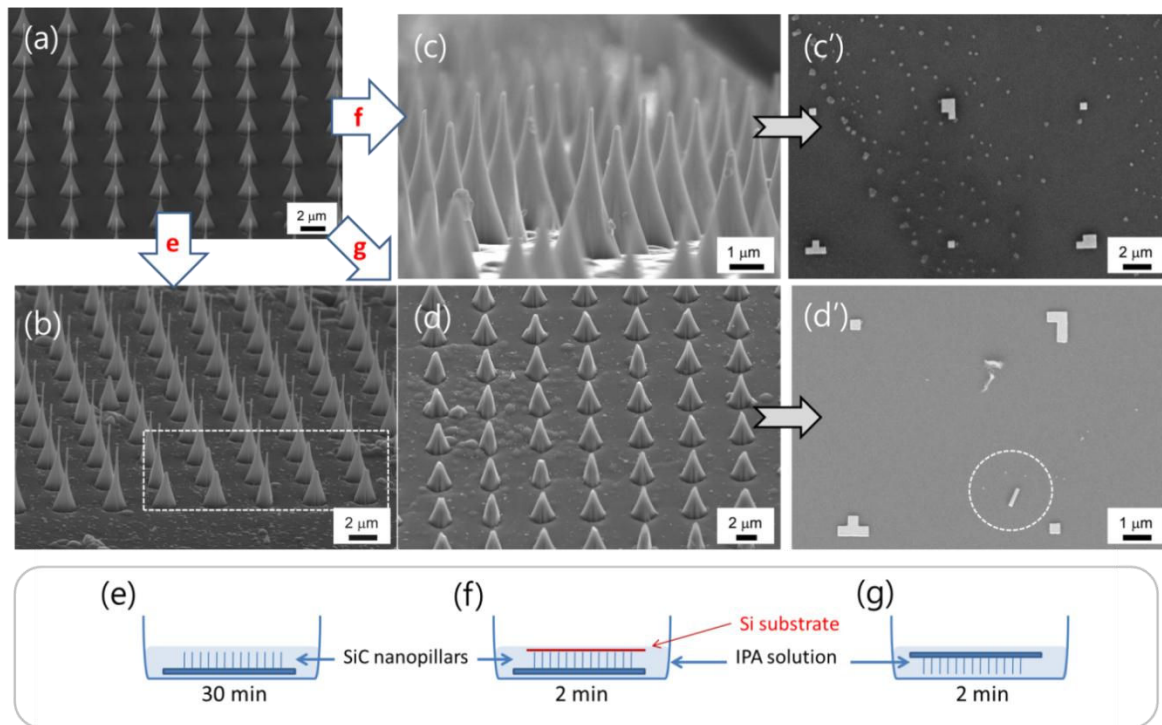 (a)
2 μm
f
e
g
(c)
1 μm
(c')
2 μm
(b)
2 μm
(d)
2 μm
(d')
1 μm
(e)
(f)
(g)
Si substrate
SiC nanopillars
IPA solution
30 min
2 min
2 min